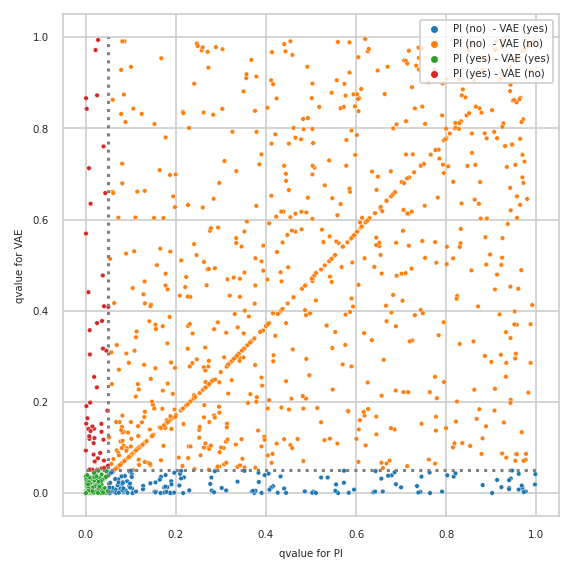 PI (no)  - VAE (yes)
PI (no)  - VAE (no)
PI (yes) - VAE (yes)
PI (yes) - VAE (no)
1.0
0.8
0.6
0.4
0.2
0.0
qvalue for VAE
0.0 0.2 0.4 0.6 0.8 1.0
qvalue for PI